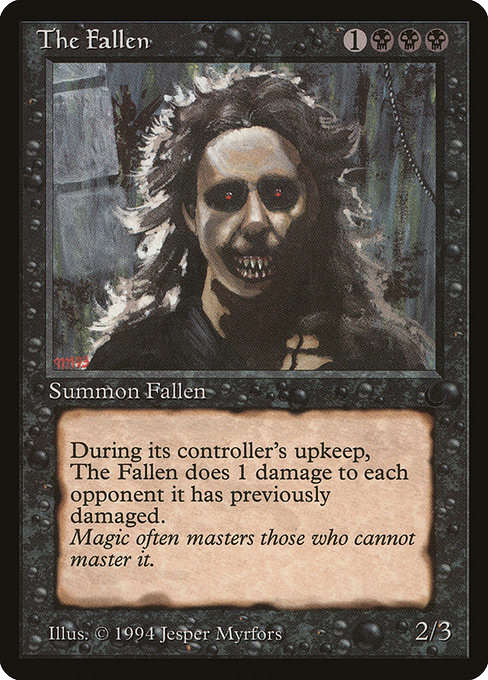 The Fallen 1
Summon Fallen
During its controller's upkeep,
The Fallen does 1 damage to each
opponent it has previously
damaged.
Magic often masters those who cannot
master it.
Illus. © 1994 Jesper Myrfors 2/3